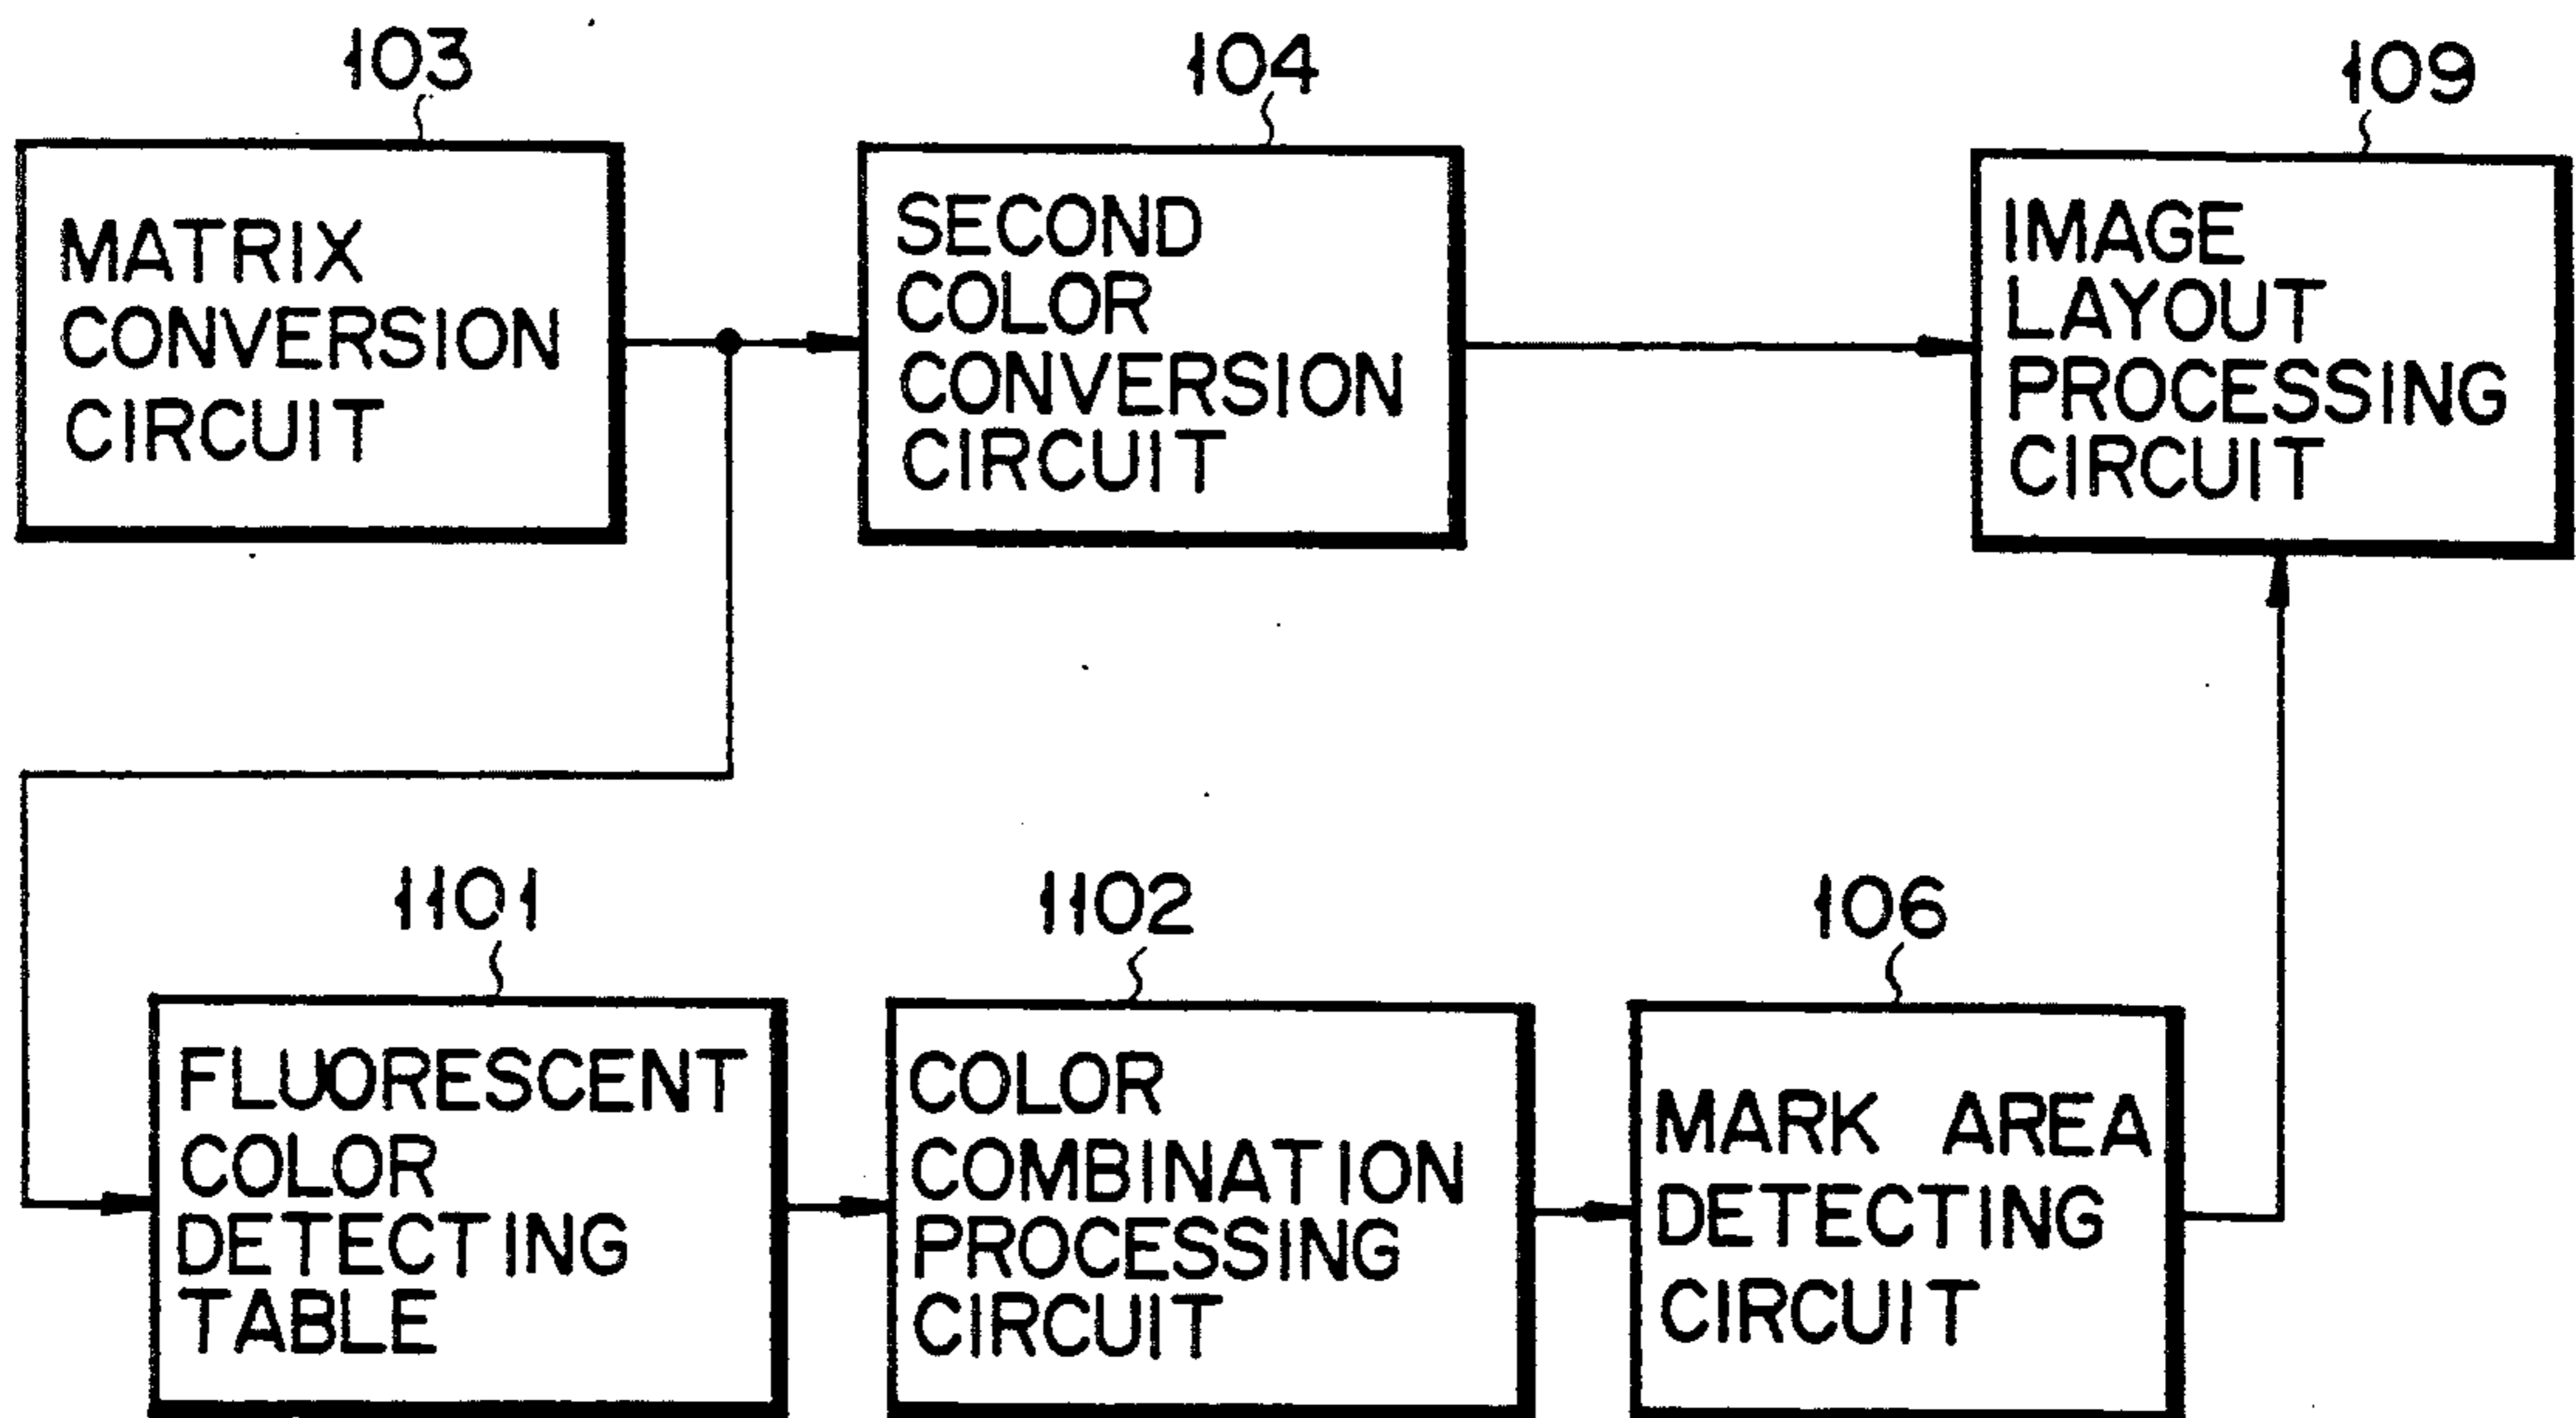 103
MATRIX
CONVERSION
CIRCUIT
104
SECOND
COLOR
CONVERSION
CIRCUIT
109
IMAGE
LAYOUT
PROCESSING
CIRCUIT
1101
FLUORESCENT
COLOR
DETECTING
TABLE
1102
COLOR
COMBINATION
PROCESSING
CIRCUIT
106
MARK AREA
DETECTING
CIRCUIT